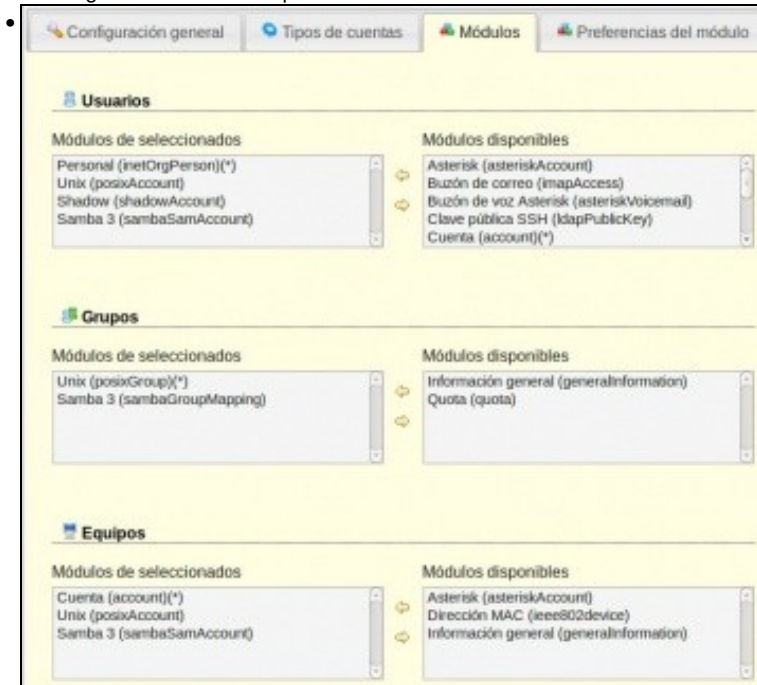 Configuración general Tipos de cuentas Módulos Preferencias del módulo
Usuarios
Módulos de seleccionados Módulos disponibles
Personal (inetOrgPerson)(*) Asterisk (asteriskAccount)
Unix (posixAccount) Buzón de correo (imapAccess)
Shadow (shadowAccount) Buzón de voz Asterisk (asteriskVoicemail)
Samba 3 (sambaSamAccount) Clave pública SSH (ldapPublicKey)
Cuenta (account)(*)
Grupos
Módulos de seleccionados Módulos disponibles
Unix (posixGroup)(*) Información general (generalInformation)
Samba 3 (sambaGroupMapping) Quota (quota)
Equipos
Módulos de seleccionados Módulos disponibles
Cuenta (account)(*) Asterisk (asteriskAccount)
Unix (posixAccount) Dirección MAC (ieee802device)
Samba 3 (sambaSamAccount) Información general (generalInformation)